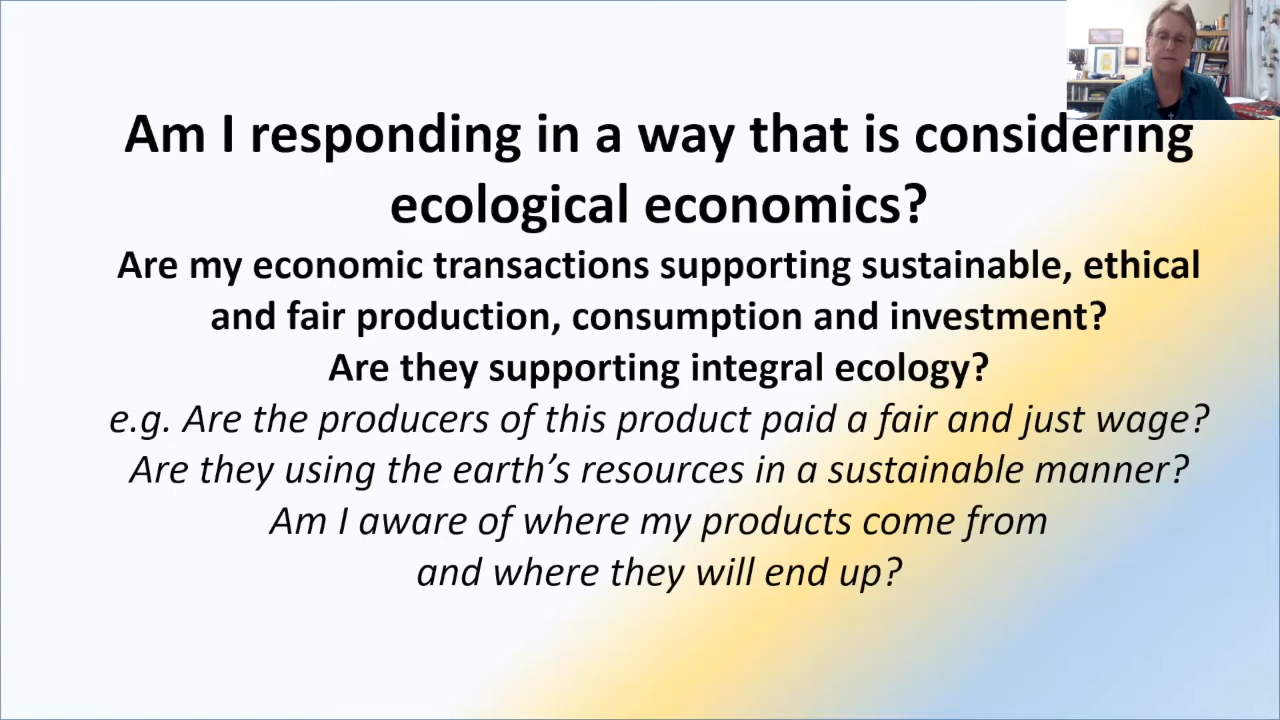 Am I responding in a way that is considering
ecological economics?
Are my economic transactions supporting sustainable, ethical
and fair production, consumption and investment?
Are they supporting integral ecology?
e.g. Are the producers of this product paid a fair and just wage?
Are they using the earth’s resources in a sustainable manner?
Am I aware of where my products come from
and where they will end up?